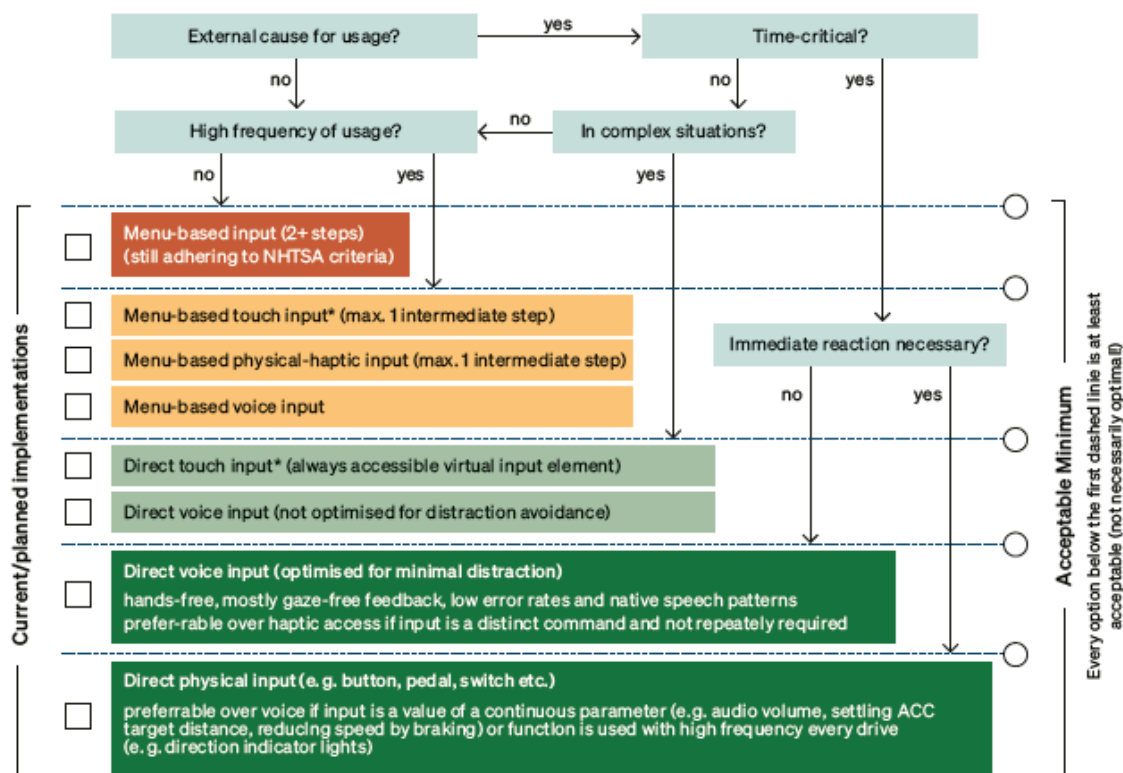 External cause for usage?
yes
Time-critical?
no
no
yes
High frequency of usage?
no
In complex situations?
no
yes
yes
Menu-based input (2+ steps)
(still adhering to NHTSA criteria)
Menu-based touch input* (max. 1 intermediate step)
Menu-based physical-haptic input (max. 1 intermediate step)
Immediate reaction necessary?
Menu-based voice input
no
yes
Direct touch input* (always accessible virtual input element)
Direct voice input (not optimised for distraction avoidance)
Direct voice input (optimised for minimal distraction)
hands-free, mostly gaze-free feedback, low error rates and native speech patterns
prefer-rable over haptic access if input is a distinct command and not repeately required
Direct physical input (e. g. button, pedal, switch etc.)
preferrable over voice if input is a value of a continuous parameter (e.g. audio volume, settling ACC
target distance, reducing speed by braking) or function is used with high frequency every drive
(e. g. direction indicator lights)
Current/planned implementations
Acceptable Minimum
Every option below the first dashed linie is at least
acceptable (not necessarily optimal!)